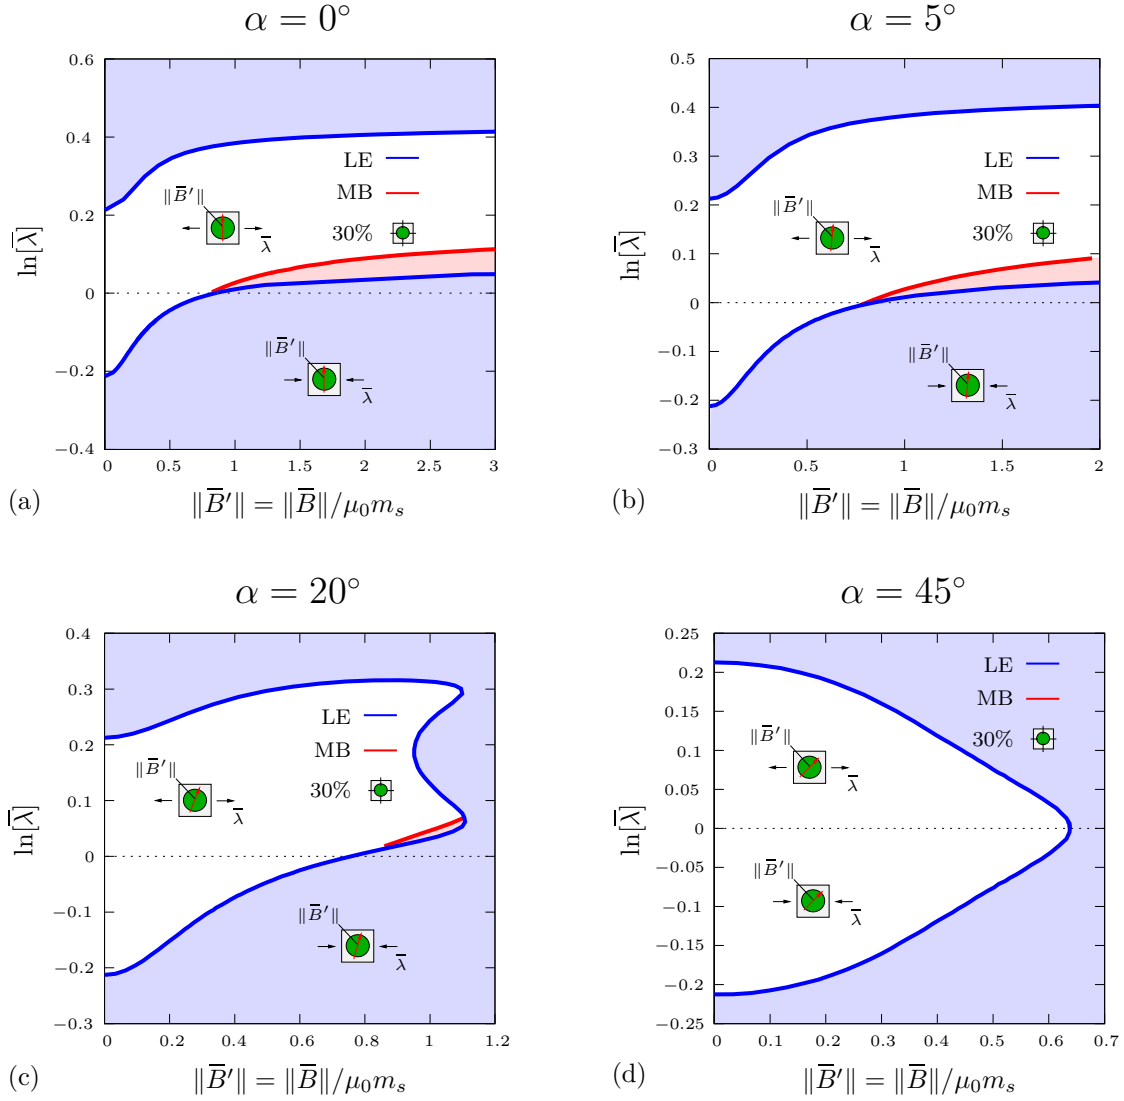 α = 0°
0.6
0.4
0.2
0
−0.2
−0.4
ln[λ̅]
LE
MB
30%
‖B̅′‖
λ̅
‖B̅′‖
λ̅
0 0.5 1 1.5 2 2.5 3
(a) ‖B̅′‖ = ‖B̅‖/μ₀mₛ
α = 5°
0.5
0.4
0.3
0.2
0.1
0
−0.1
−0.2
−0.3
ln[λ̅]
LE
MB
30%
‖B̅′‖
λ̅
‖B̅′‖
λ̅
0 0.5 1 1.5 2
(b) ‖B̅′‖ = ‖B̅‖/μ₀mₛ
α = 20°
0.4
0.3
0.2
0.1
0
−0.1
−0.2
−0.3
ln[λ̅]
LE
MB
30%
‖B̅′‖
λ̅
‖B̅′‖
λ̅
0 0.2 0.4 0.6 0.8 1 1.2
(c) ‖B̅′‖ = ‖B̅‖/μ₀mₛ
α = 45°
0.25
0.2
0.15
0.1
0.05
0
−0.05
−0.1
−0.15
−0.2
−0.25
ln[λ̅]
LE
MB
30%
‖B̅′‖
λ̅
‖B̅′‖
λ̅
0 0.1 0.2 0.3 0.4 0.5 0.6 0.7
(d) ‖B̅′‖ = ‖B̅‖/μ₀mₛ